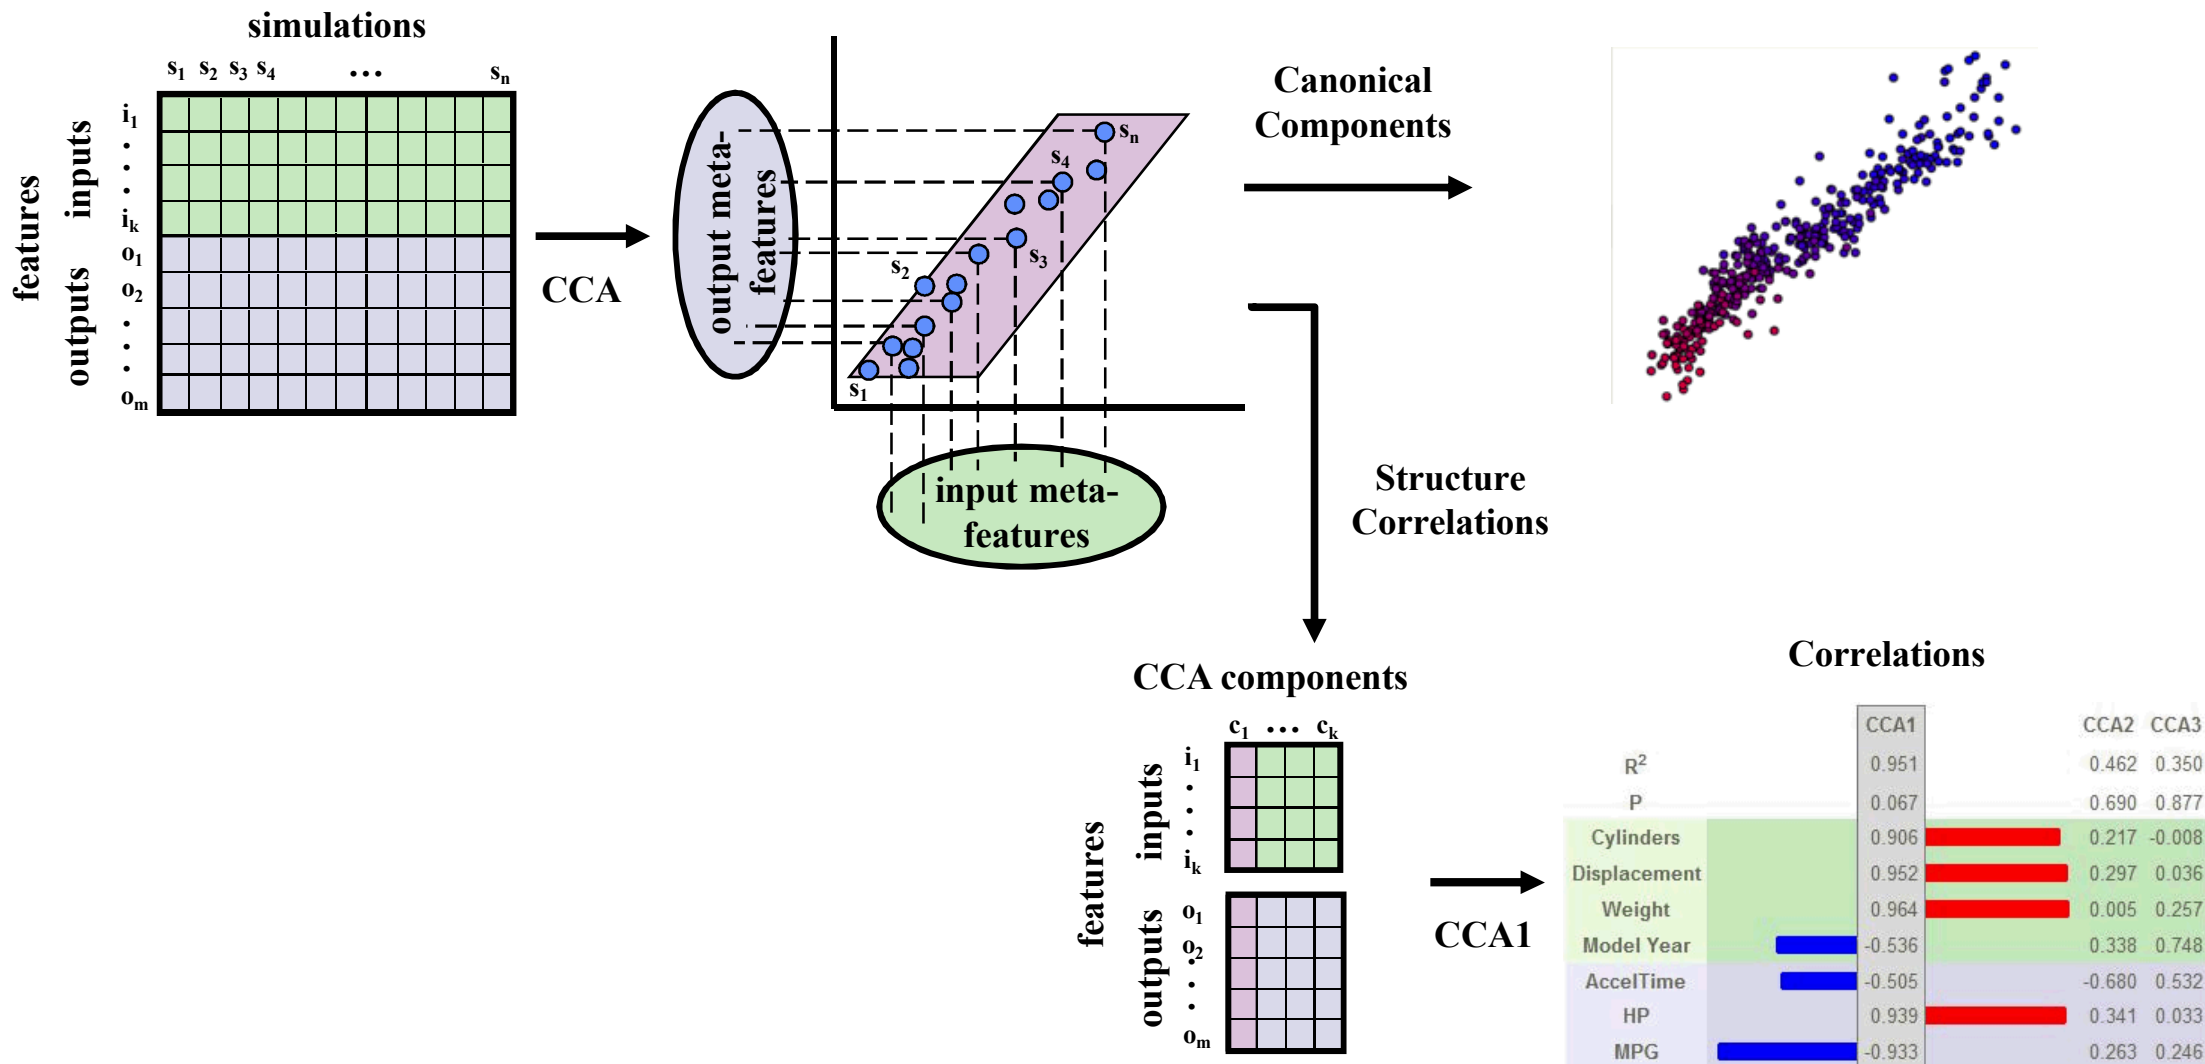 simulations
s1 s2 s3 s4 ... sn
features
inputs
outputs
i1
ik
o1
o2
om
CCA
output meta-
features
sn
s4
s3
s2
s1
input meta-
features
Canonical
Components
Structure
Correlations
CCA components
c1 ... ck
features
inputs
outputs
i1
ik
o1
o2
om
CCA1
Correlations
CCA1 CCA2 CCA3
R² 0.951 0.462 0.350
P 0.067 0.690 0.877
Cylinders 0.906 0.217 -0.008
Displacement 0.952 0.297 0.036
Weight 0.964 0.005 0.257
Model Year -0.536 0.338 0.748
AccelTime -0.505 -0.680 0.532
HP 0.939 0.341 0.033
MPG -0.933 0.263 0.246